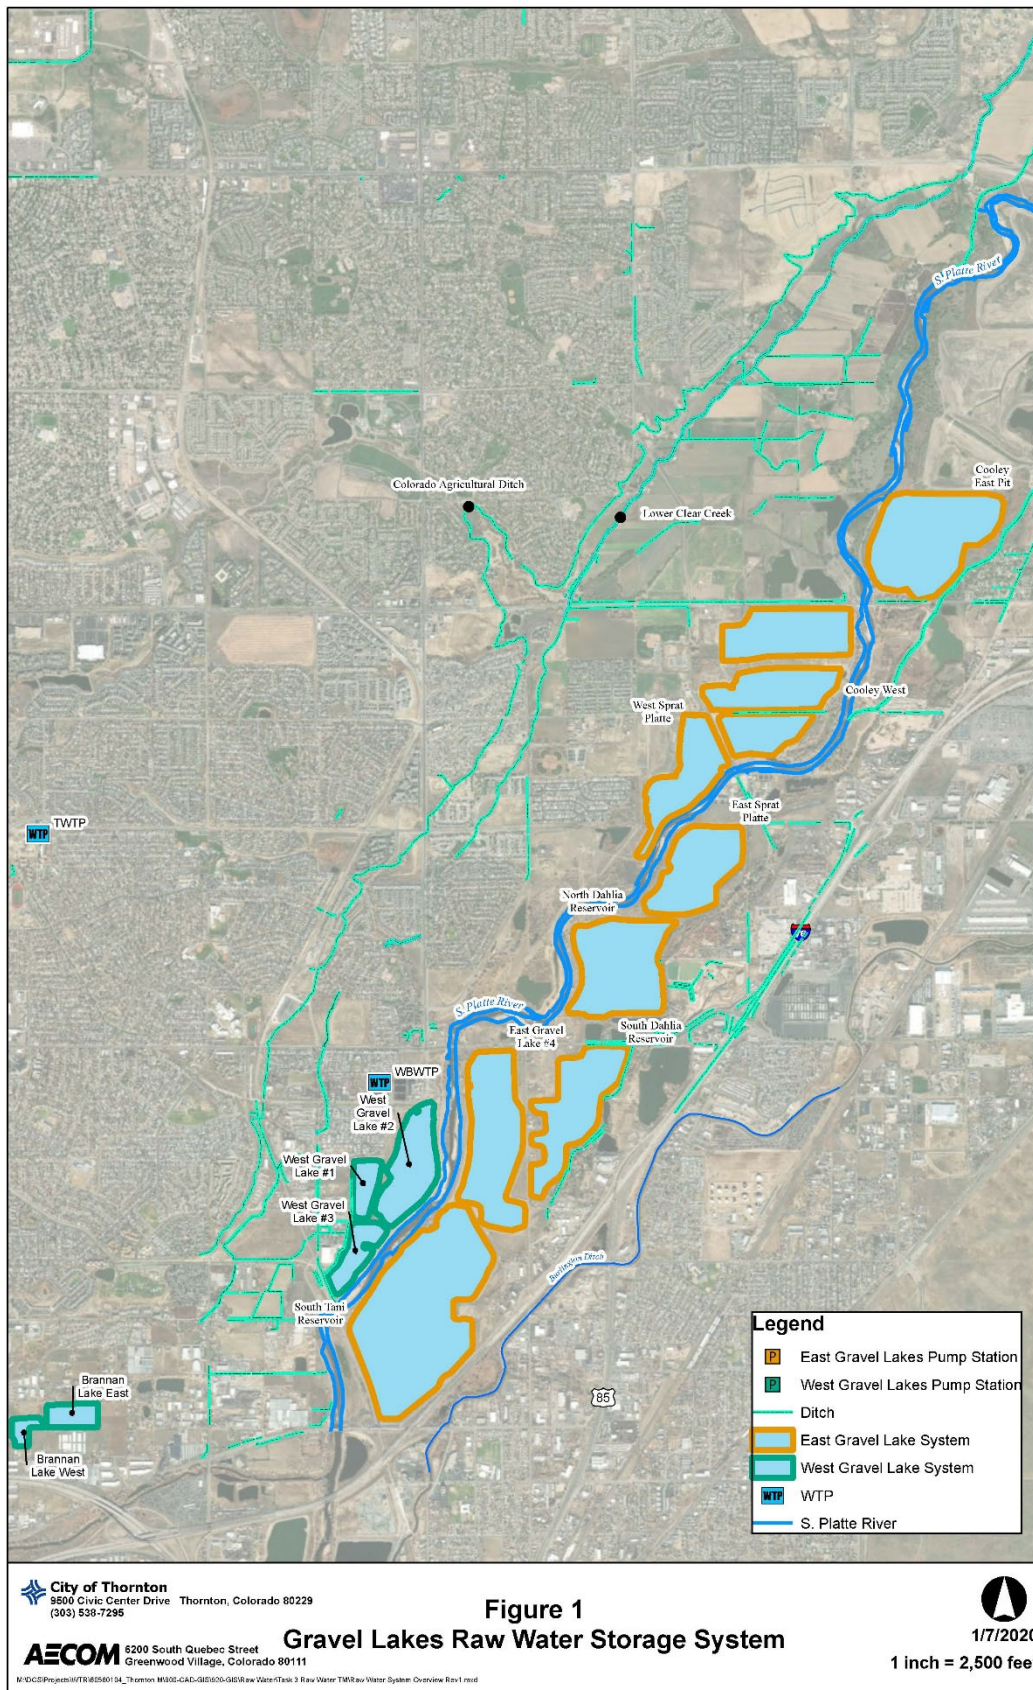 S. Platte River
Cooley
East Pit
Colorado Agricultural Ditch
Lower Clear Creek
Cooley West
West Sprat
Platte
East Sprat
Platte
WTP
TWTP
North Dahlia
Reservoir
S. Platte River
East Gravel
Lake #4
South Dahlia
Reservoir
WTP
WBWTP
West
Gravel
Lake #2
West Gravel
Lake #1
West Gravel
Lake #3
Burlington Ditch
South Tani
Reservoir
85
Brannan
Lake East
Brannan
Lake West
Legend
P East Gravel Lakes Pump Station
P West Gravel Lakes Pump Station
Ditch
East Gravel Lake System
West Gravel Lake System
WTP WTP
S. Platte River
City of Thornton
9500 Civic Center Drive Thornton, Colorado 80229
(303) 538-7295
AECOM
6200 South Quebec Street
Greenwood Village, Colorado 80111
Figure 1
Gravel Lakes Raw Water Storage System
1/7/2020
1 inch = 2,500 fee